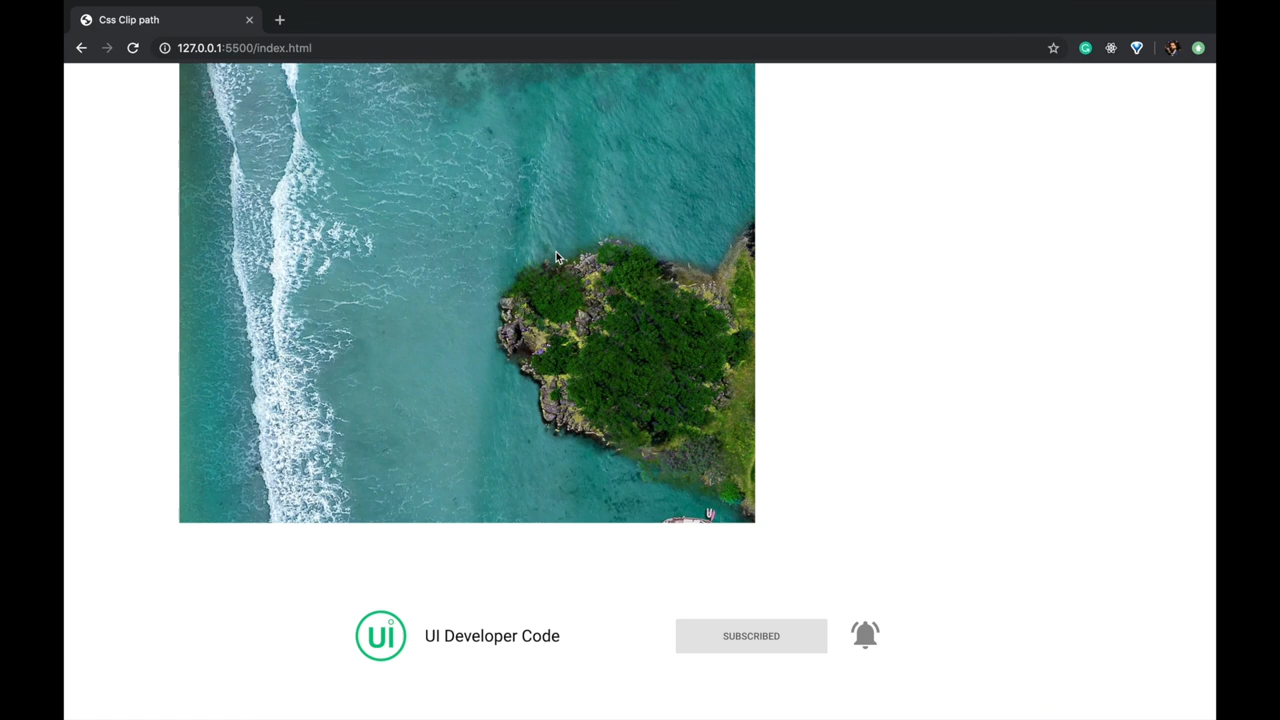 Css Clip path
127.0.0.1:5500/index.html
UI UI Developer Code SUBSCRIBED